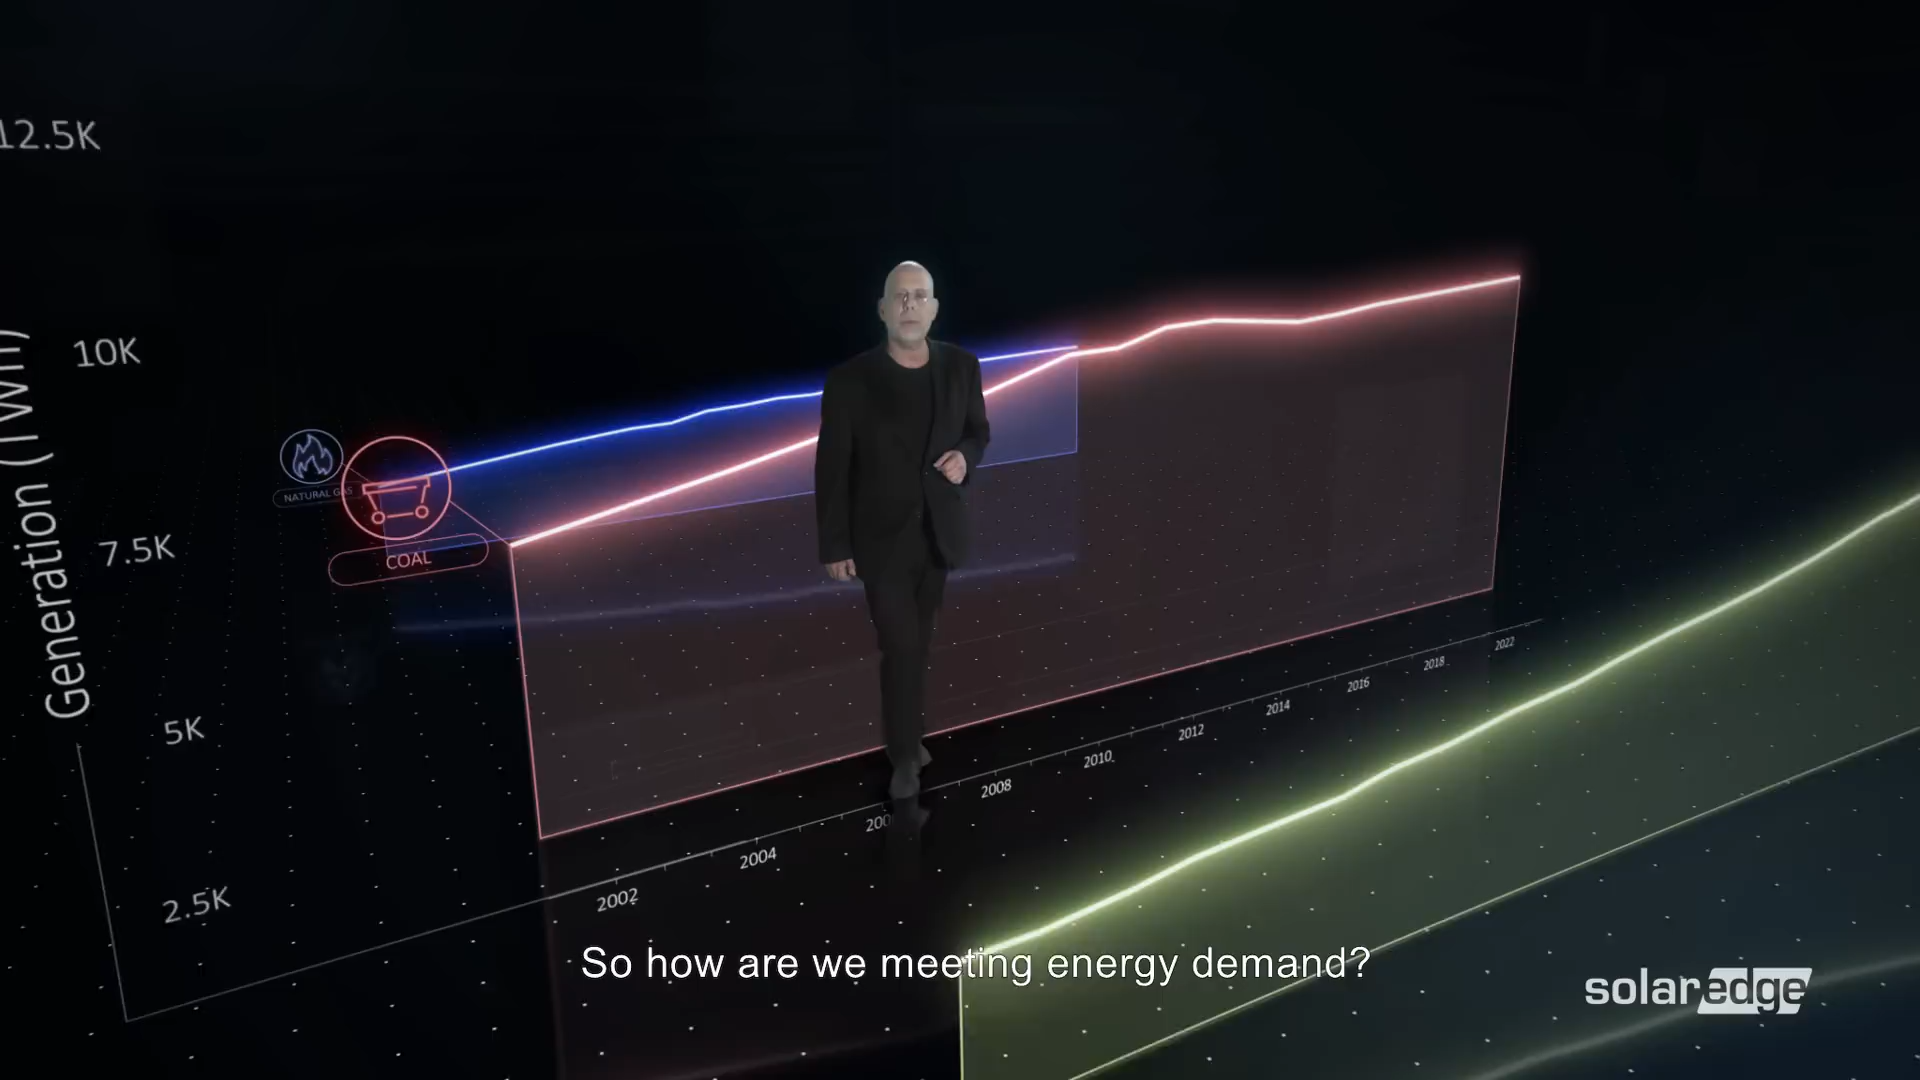 12.5K
10K
7.5K
5K
2.5K
Generation (TWh)
NATURAL GAS
COAL
2002
2004
2008
2010
2012
2014
2016
2018
2022
So how are we meeting energy demand?
solaredge